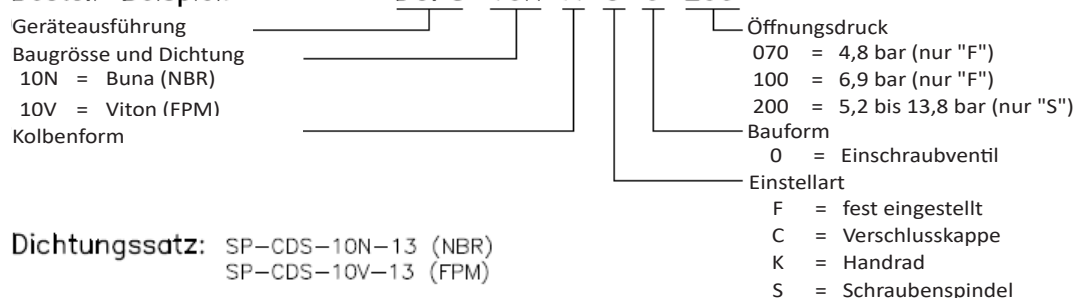 Geräteausführung
Baugrösse und Dichtung
10N = Buna (NBR)
10V = Viton (FPM)
Kolbenform
Öffnungsdruck
070 = 4,8 bar (nur "F")
100 = 6,9 bar (nur "F")
200 = 5,2 bis 13,8 bar (nur "S")
Bauform
0 = Einschraubventil
Einstellart
F = fest eingestellt
C = Verschlusskappe
K = Handrad
S = Schraubenspindel
Dichtungssatz: SP-CDS-10N-13 (NBR)
SP-CDS-10V-13 (FPM)